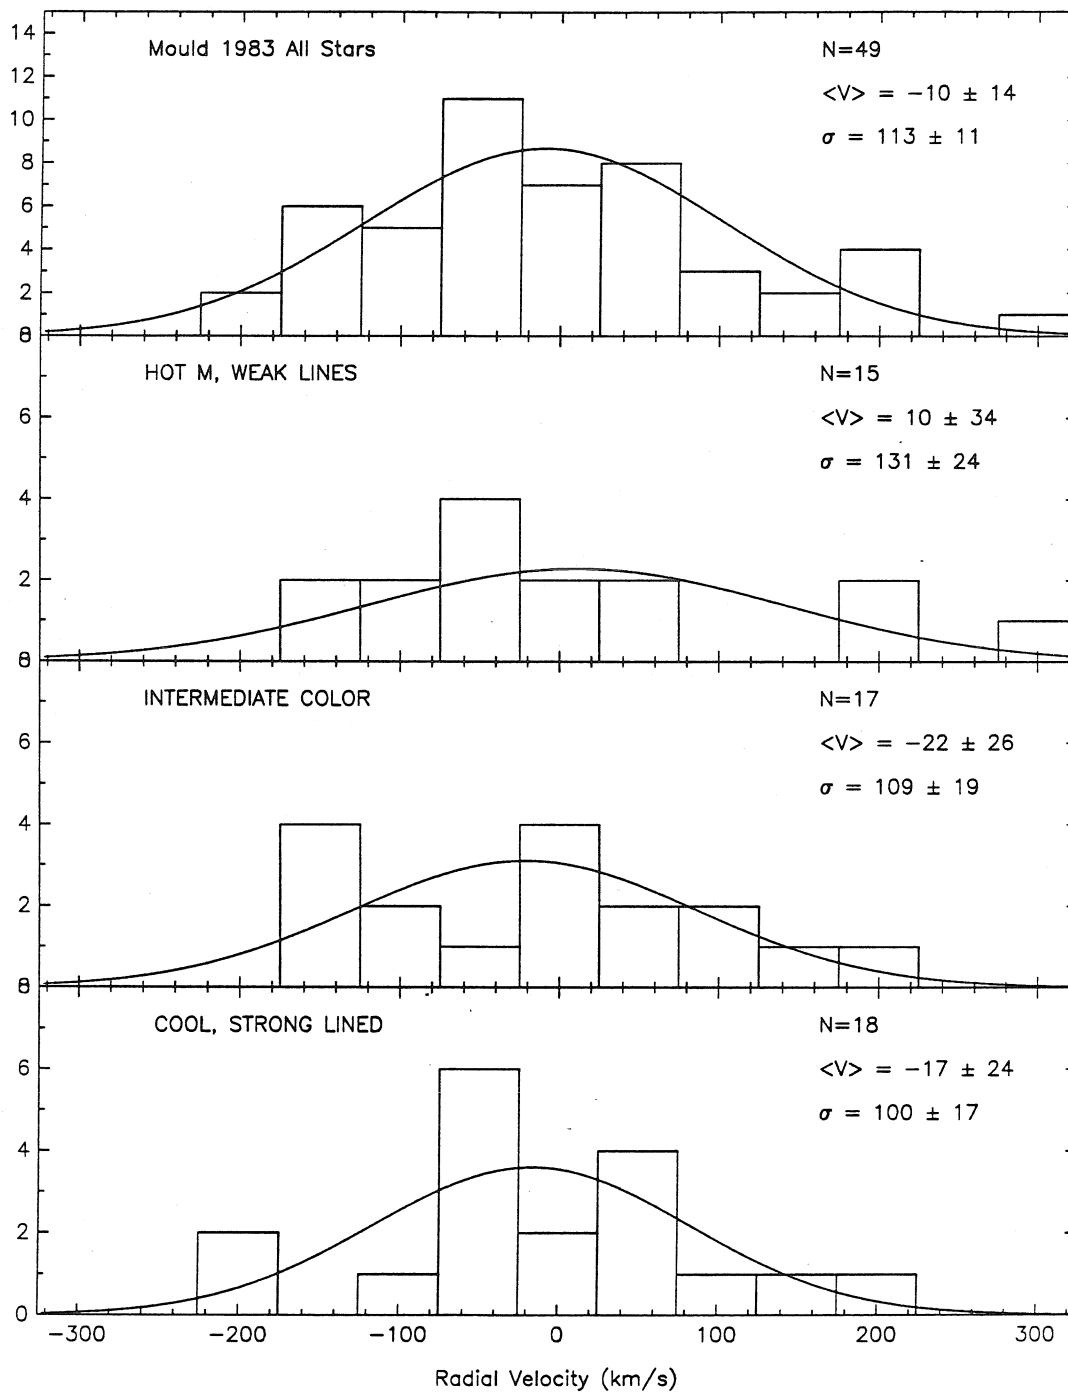 14
Mould 1983 All Stars
N=49
12
<V> = −10 ± 14
10
σ = 113 ± 11
8
6
4
2
0
8
HOT M, WEAK LINES
N=15
6
<V> = 10 ± 34
σ = 131 ± 24
4
2
0
8
INTERMEDIATE COLOR
N=17
6
<V> = −22 ± 26
σ = 109 ± 19
4
2
0
8
COOL, STRONG LINED
N=18
6
<V> = −17 ± 24
σ = 100 ± 17
4
2
0
−300 −200 −100 0 100 200 300
Radial Velocity (km/s)